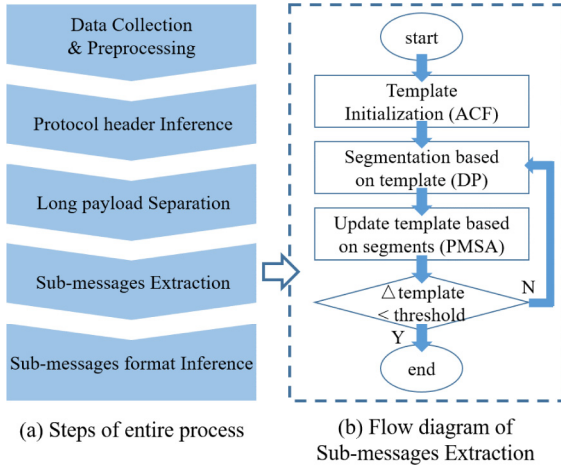 Data Collection
& Preprocessing
Protocol header Inference
Long payload Separation
Sub-messages Extraction
Sub-messages format Inference
(a) Steps of entire process
start
Template
Initialization (ACF)
Segmentation based
on template (DP)
Update template based
on segments (PMSA)
△ template
< threshold
N
Y
end
(b) Flow diagram of
Sub-messages Extraction